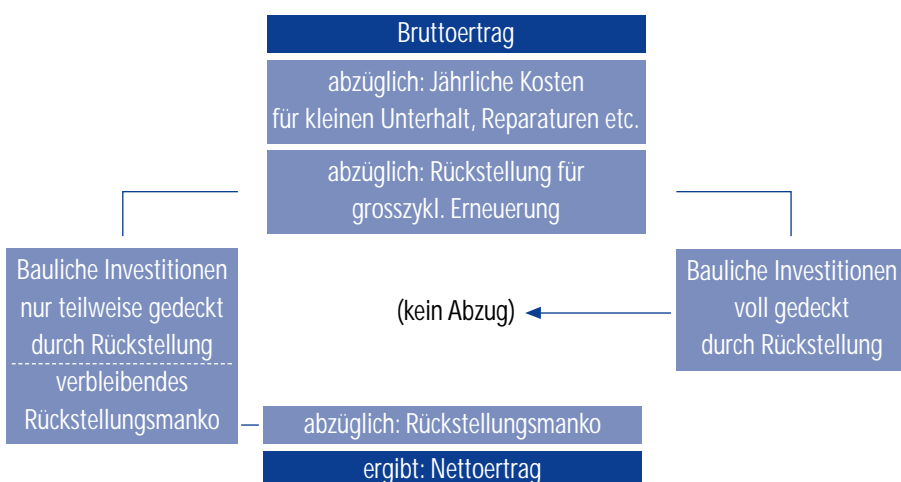 Bruttoertrag
abzüglich: Jährliche Kosten
für kleinen Unterhalt, Reparaturen etc.
abzüglich: Rückstellung für
grosszykl. Erneuerung
Bauliche Investitionen
nur teilweise gedeckt
durch Rückstellung
verbleibendes
Rückstellungsmanko
(kein Abzug)
Bauliche Investitionen
voll gedeckt
durch Rückstellung
abzüglich: Rückstellungsmanko
ergibt: Nettoertrag